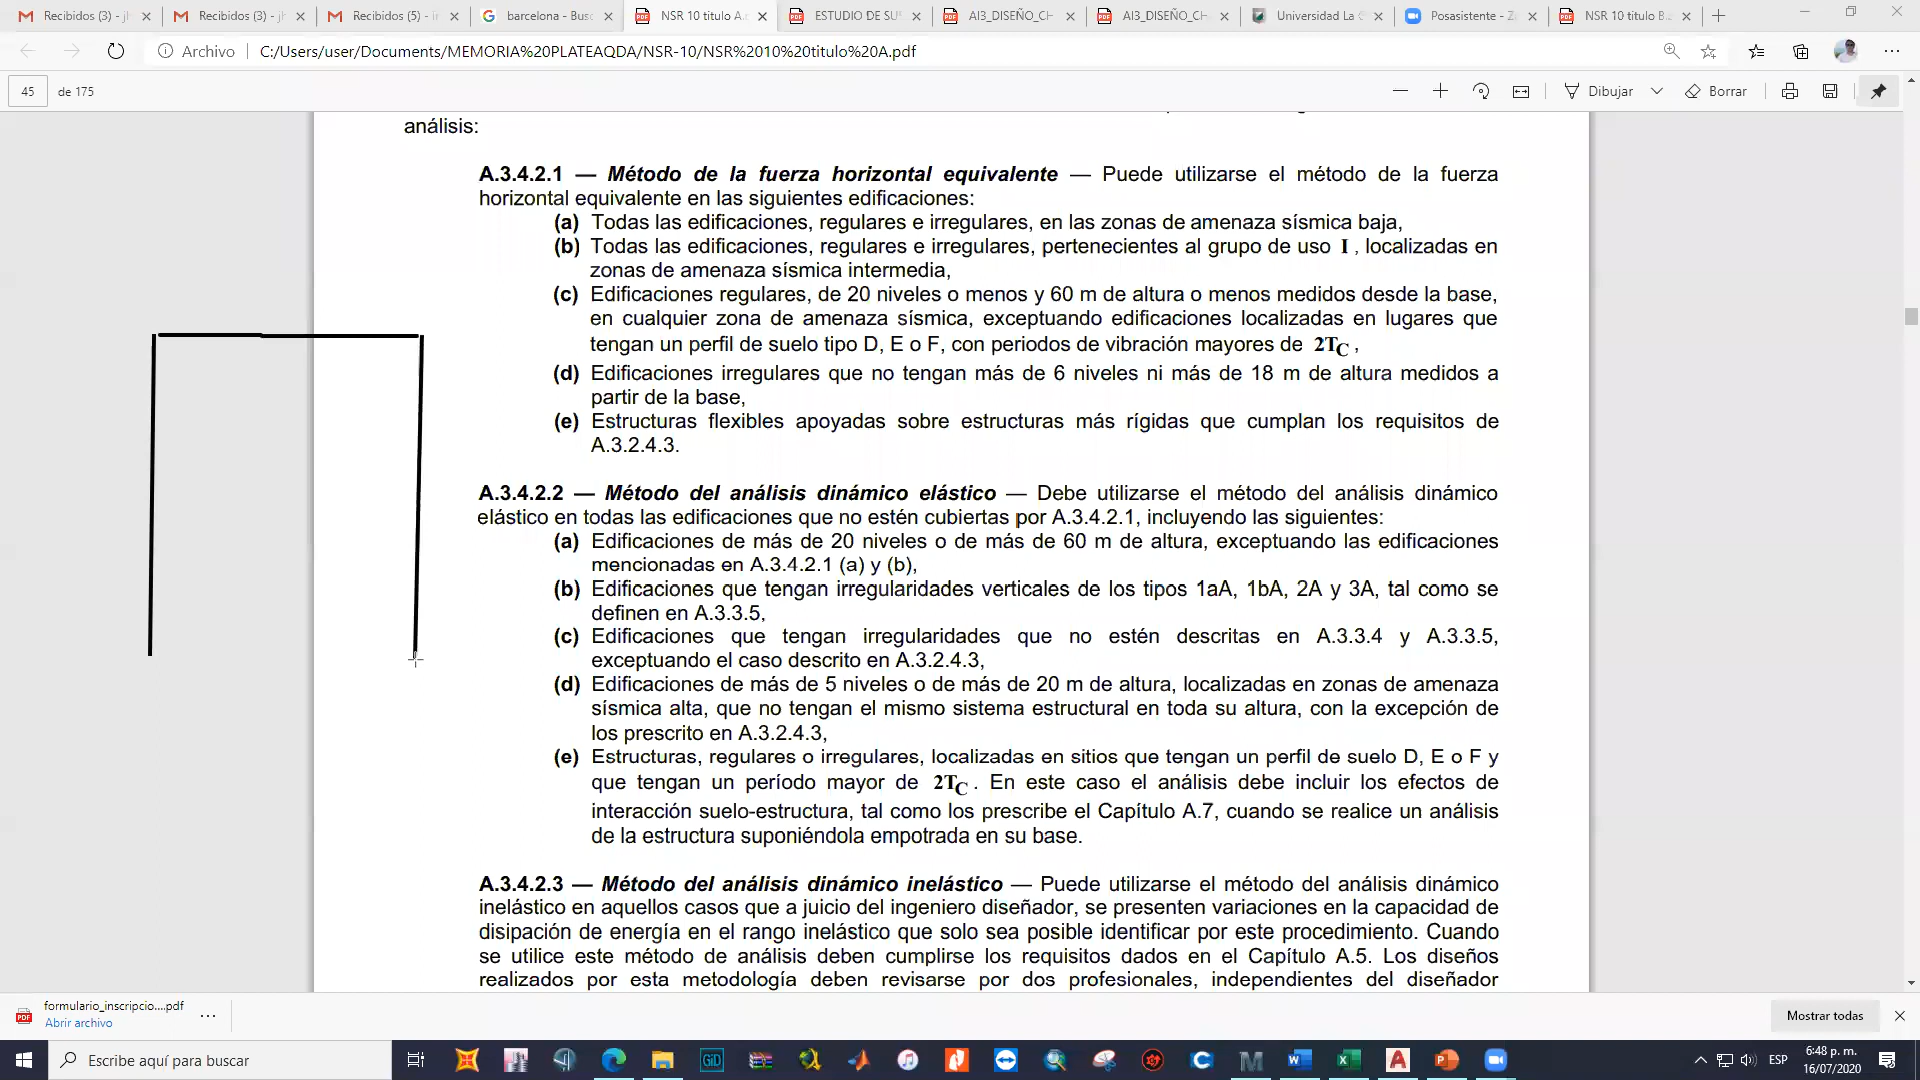 Recibidos (3) - jh
Recibidos (3) - jh
Recibidos (5) - ir
barcelona - Busc
NSR 10 titulo A.p
ESTUDIO DE SUS
AI3_DISEÑO_CH
AI3_DISEÑO_CH
Universidad La G
Posasistente - Zo
NSR 10 titulo B.p
Archivo
C:/Users/user/Documents/MEMORIA%20PLATEAQDA/NSR-10/NSR%2010%20titulo%20A.pdf
45
de 175
Dibujar
Borrar
análisis:
A.3.4.2.1 — Método de la fuerza horizontal equivalente — Puede utilizarse el método de la fuerza
horizontal equivalente en las siguientes edificaciones:
(a) Todas las edificaciones, regulares e irregulares, en las zonas de amenaza sísmica baja,
(b) Todas las edificaciones, regulares e irregulares, pertenecientes al grupo de uso I , localizadas en
zonas de amenaza sísmica intermedia,
(c) Edificaciones regulares, de 20 niveles o menos y 60 m de altura o menos medidos desde la base,
en cualquier zona de amenaza sísmica, exceptuando edificaciones localizadas en lugares que
tengan un perfil de suelo tipo D, E o F, con periodos de vibración mayores de 2TC ,
(d) Edificaciones irregulares que no tengan más de 6 niveles ni más de 18 m de altura medidos a
partir de la base,
(e) Estructuras flexibles apoyadas sobre estructuras más rígidas que cumplan los requisitos de
A.3.2.4.3.
A.3.4.2.2 — Método del análisis dinámico elástico — Debe utilizarse el método del análisis dinámico
elástico en todas las edificaciones que no estén cubiertas por A.3.4.2.1, incluyendo las siguientes:
(a) Edificaciones de más de 20 niveles o de más de 60 m de altura, exceptuando las edificaciones
mencionadas en A.3.4.2.1 (a) y (b),
(b) Edificaciones que tengan irregularidades verticales de los tipos 1aA, 1bA, 2A y 3A, tal como se
definen en A.3.3.5,
(c) Edificaciones que tengan irregularidades que no estén descritas en A.3.3.4 y A.3.3.5,
exceptuando el caso descrito en A.3.2.4.3,
(d) Edificaciones de más de 5 niveles o de más de 20 m de altura, localizadas en zonas de amenaza
sísmica alta, que no tengan el mismo sistema estructural en toda su altura, con la excepción de
los prescrito en A.3.2.4.3,
(e) Estructuras, regulares o irregulares, localizadas en sitios que tengan un perfil de suelo D, E o F y
que tengan un período mayor de 2TC . En este caso el análisis debe incluir los efectos de
interacción suelo-estructura, tal como los prescribe el Capítulo A.7, cuando se realice un análisis
de la estructura suponiéndola empotrada en su base.
A.3.4.2.3 — Método del análisis dinámico inelástico — Puede utilizarse el método del análisis dinámico
inelástico en aquellos casos que a juicio del ingeniero diseñador, se presenten variaciones en la capacidad de
disipación de energía en el rango inelástico que solo sea posible identificar por este procedimiento. Cuando
se utilice este método de análisis deben cumplirse los requisitos dados en el Capítulo A.5. Los diseños
realizados por esta metodología deben revisarse por dos profesionales, independientes del diseñador
formulario_inscripcio....pdf
Abrir archivo
Mostrar todas
Escribe aquí para buscar
ESP
6:48 p. m.
16/07/2020